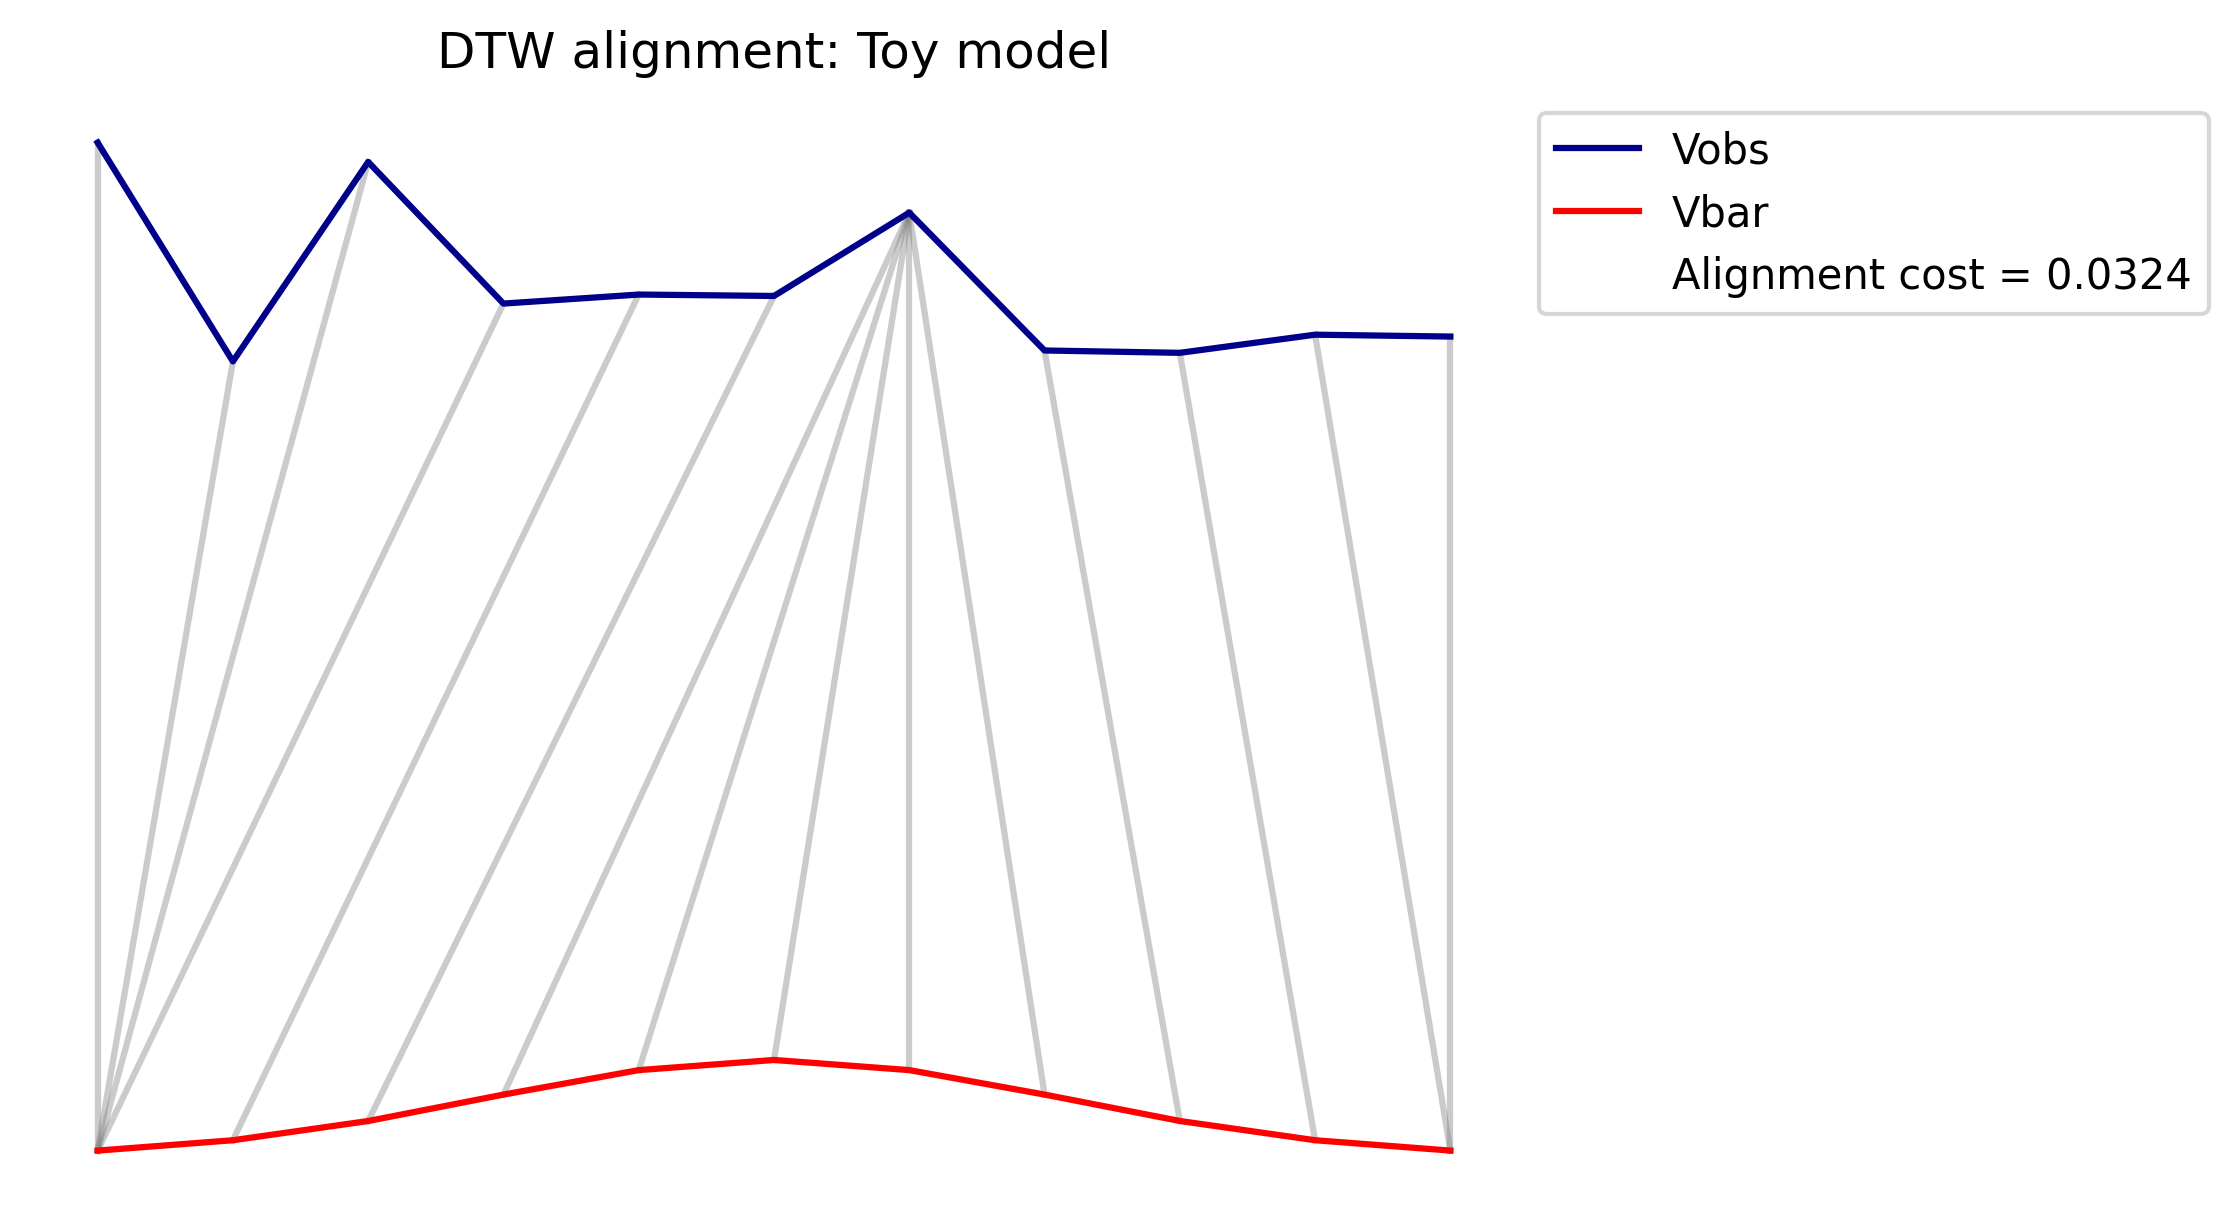 DTW alignment: Toy model
Vobs
Vbar
Alignment cost = 0.0324